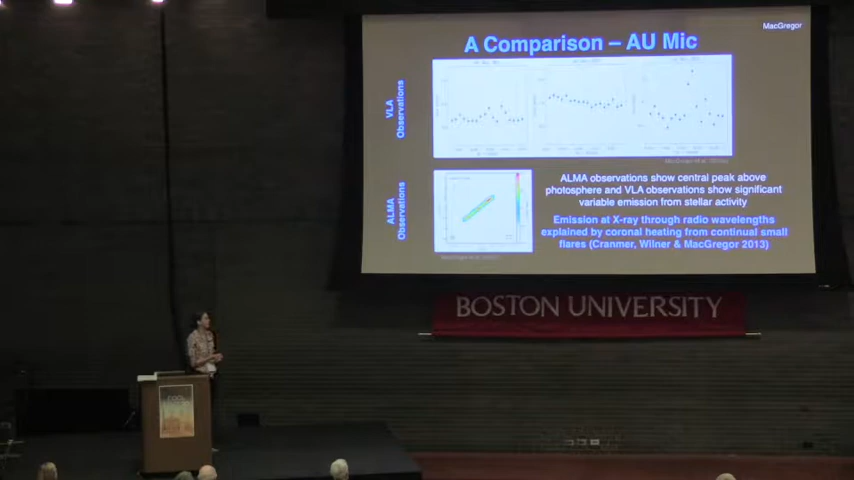 MacGregor
A Comparison – AU Mic
VLA
Observations
ALMA
Observations
ALMA observations show central peak above
photosphere and VLA observations show significant
variable emission from stellar activity
Emission at X-ray through radio wavelengths
explained by coronal heating from continual small
flares (Cranmer, Wilner & MacGregor 2013)
BOSTON UNIVERSITY